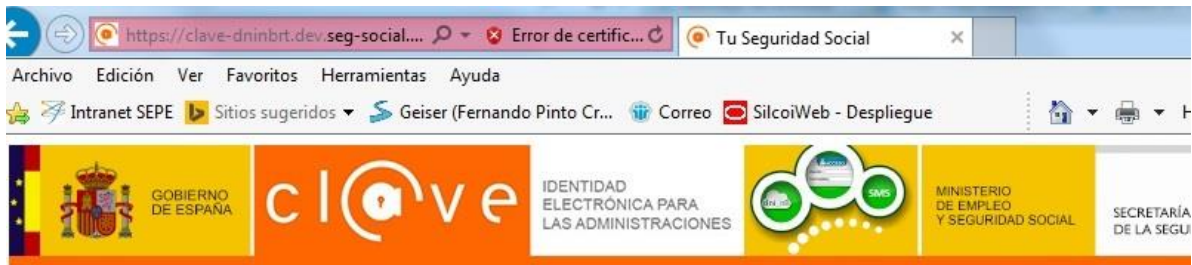 https://clave-dninbrt.dev.seg-social.... Error de certific... Tu Seguridad Social
Archivo Edición Ver Favoritos Herramientas Ayuda
Intranet SEPE Sitios sugeridos Geiser (Fernando Pinto Cr... Correo SilcoiWeb - Despliegue H
GOBIERNO
DE ESPAÑA
cl@ve
IDENTIDAD
ELECTRÓNICA PARA
LAS ADMINISTRACIONES
SMS
MINISTERIO
DE EMPLEO
Y SEGURIDAD SOCIAL
SECRETARÍA
DE LA SEGU